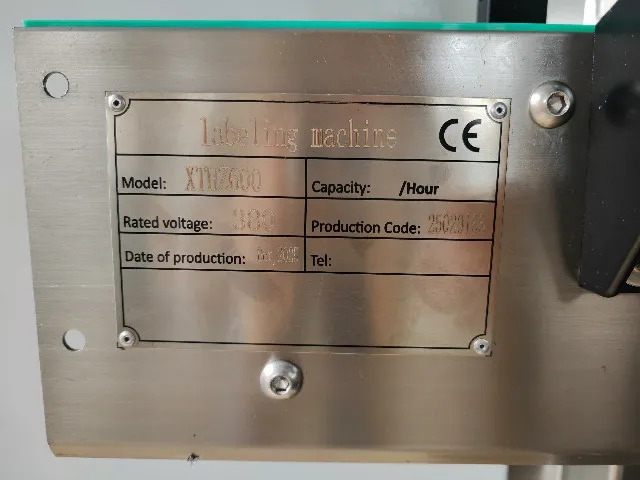 labeling machine CE
Model: XTH3600 Capacity: /Hour
Rated voltage: 380 Production Code:
Date of production: Tel: